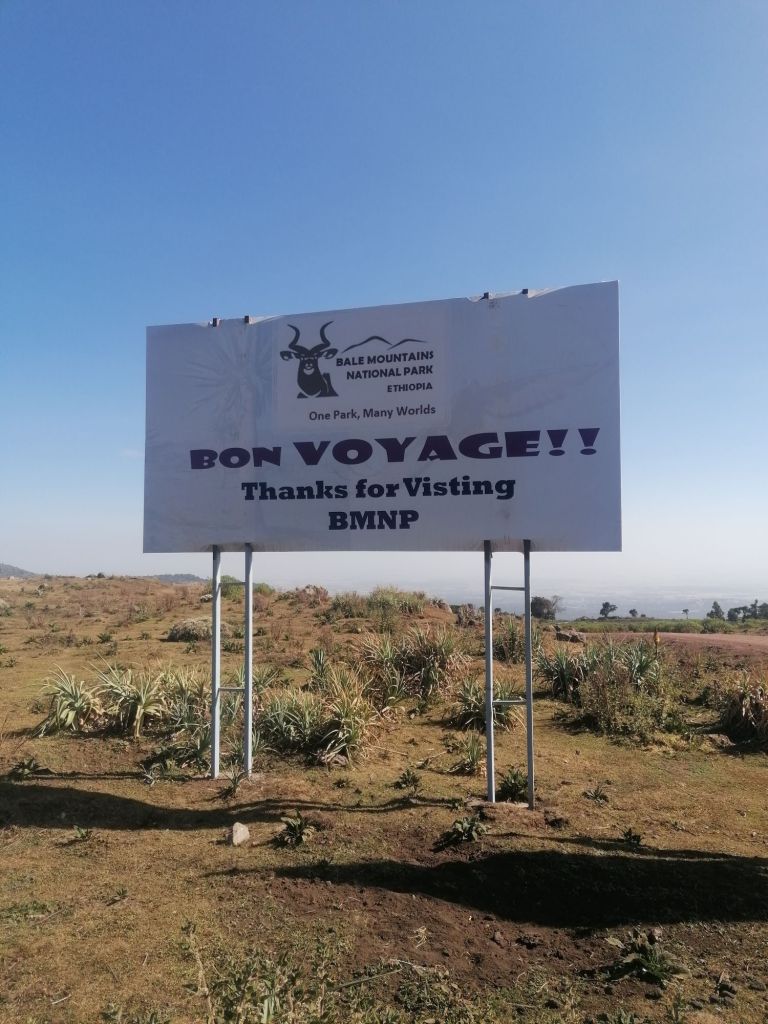 BALE MOUNTAINS
NATIONAL PARK
ETHIOPIA
One Park, Many Worlds
BON VOYAGE!!
Thanks for Visting
BMNP